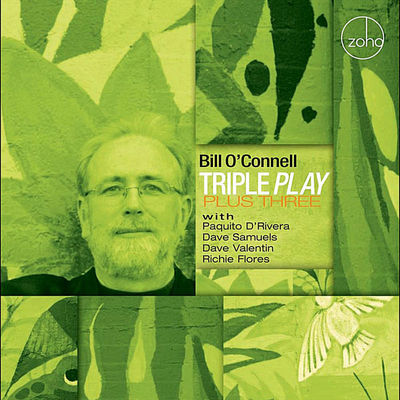 zoho
Bill O'Connell
TRIPLE PLAY
PLUS THREE
with
Paquito D'Rivera
Dave Samuels
Dave Valentin
Richie Flores